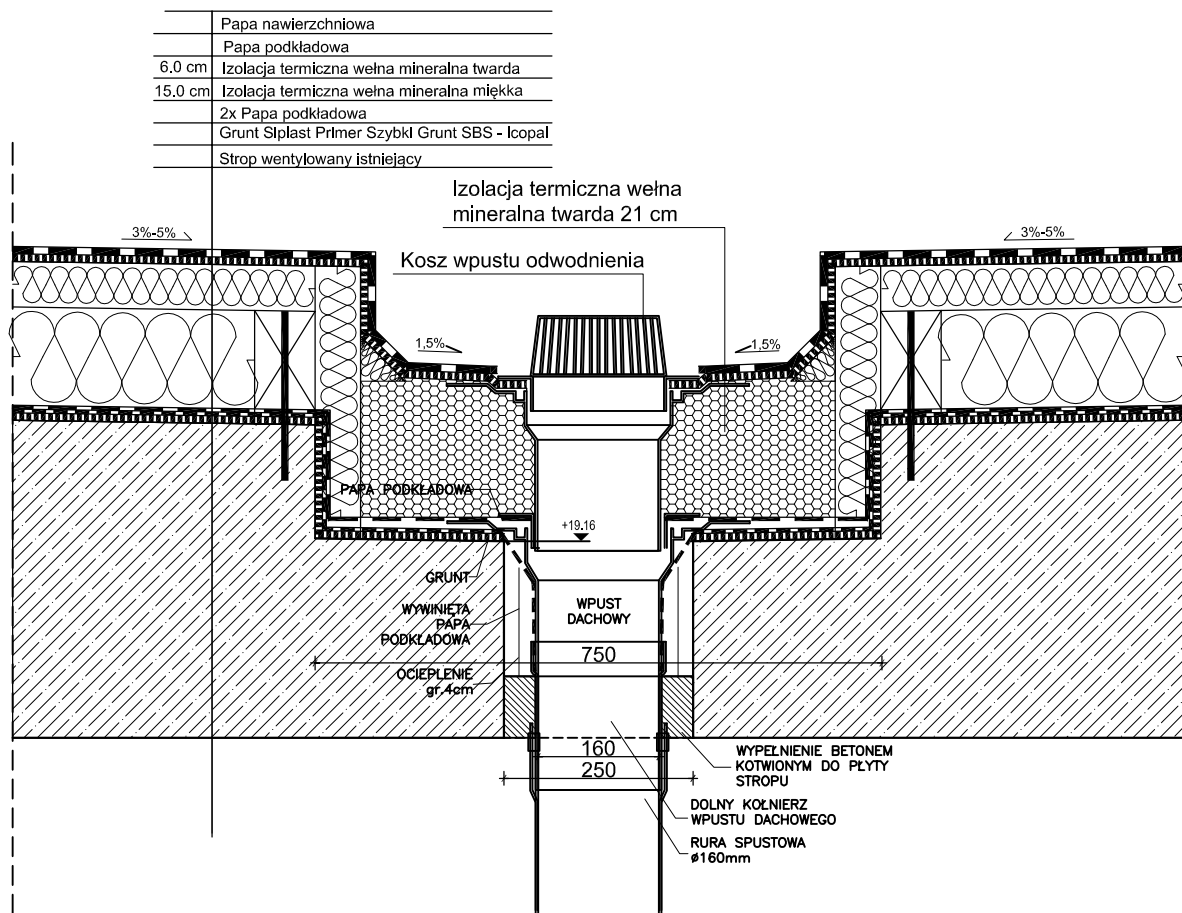 Papa nawierzchniowa
Papa podkładowa
6.0 cm Izolacja termiczna wełna mineralna twarda
15.0 cm Izolacja termiczna wełna mineralna miękka
2x Papa podkładowa
Grunt Siplast Primer Szybki Grunt SBS - Icopal
Strop wentylowany istniejący
Izolacja termiczna wełna
mineralna twarda 21 cm
3%-5%
3%-5%
Kosz wpustu odwodnienia
1,5%
1,5%
PAPA PODKŁADOWA
+19.16
GRUNT
WYWINIĘTA
PAPA
PODKŁADOWA
WPUST
DACHOWY
750
OCIEPLENIE
gr.4cm
160
250
WYPEŁNIENIE BETONEM
KOTWIONYM DO PŁYTY
STROPU
DOLNY KOŁNIERZ
WPUSTU DACHOWEGO
RURA SPUSTOWA
ø160mm